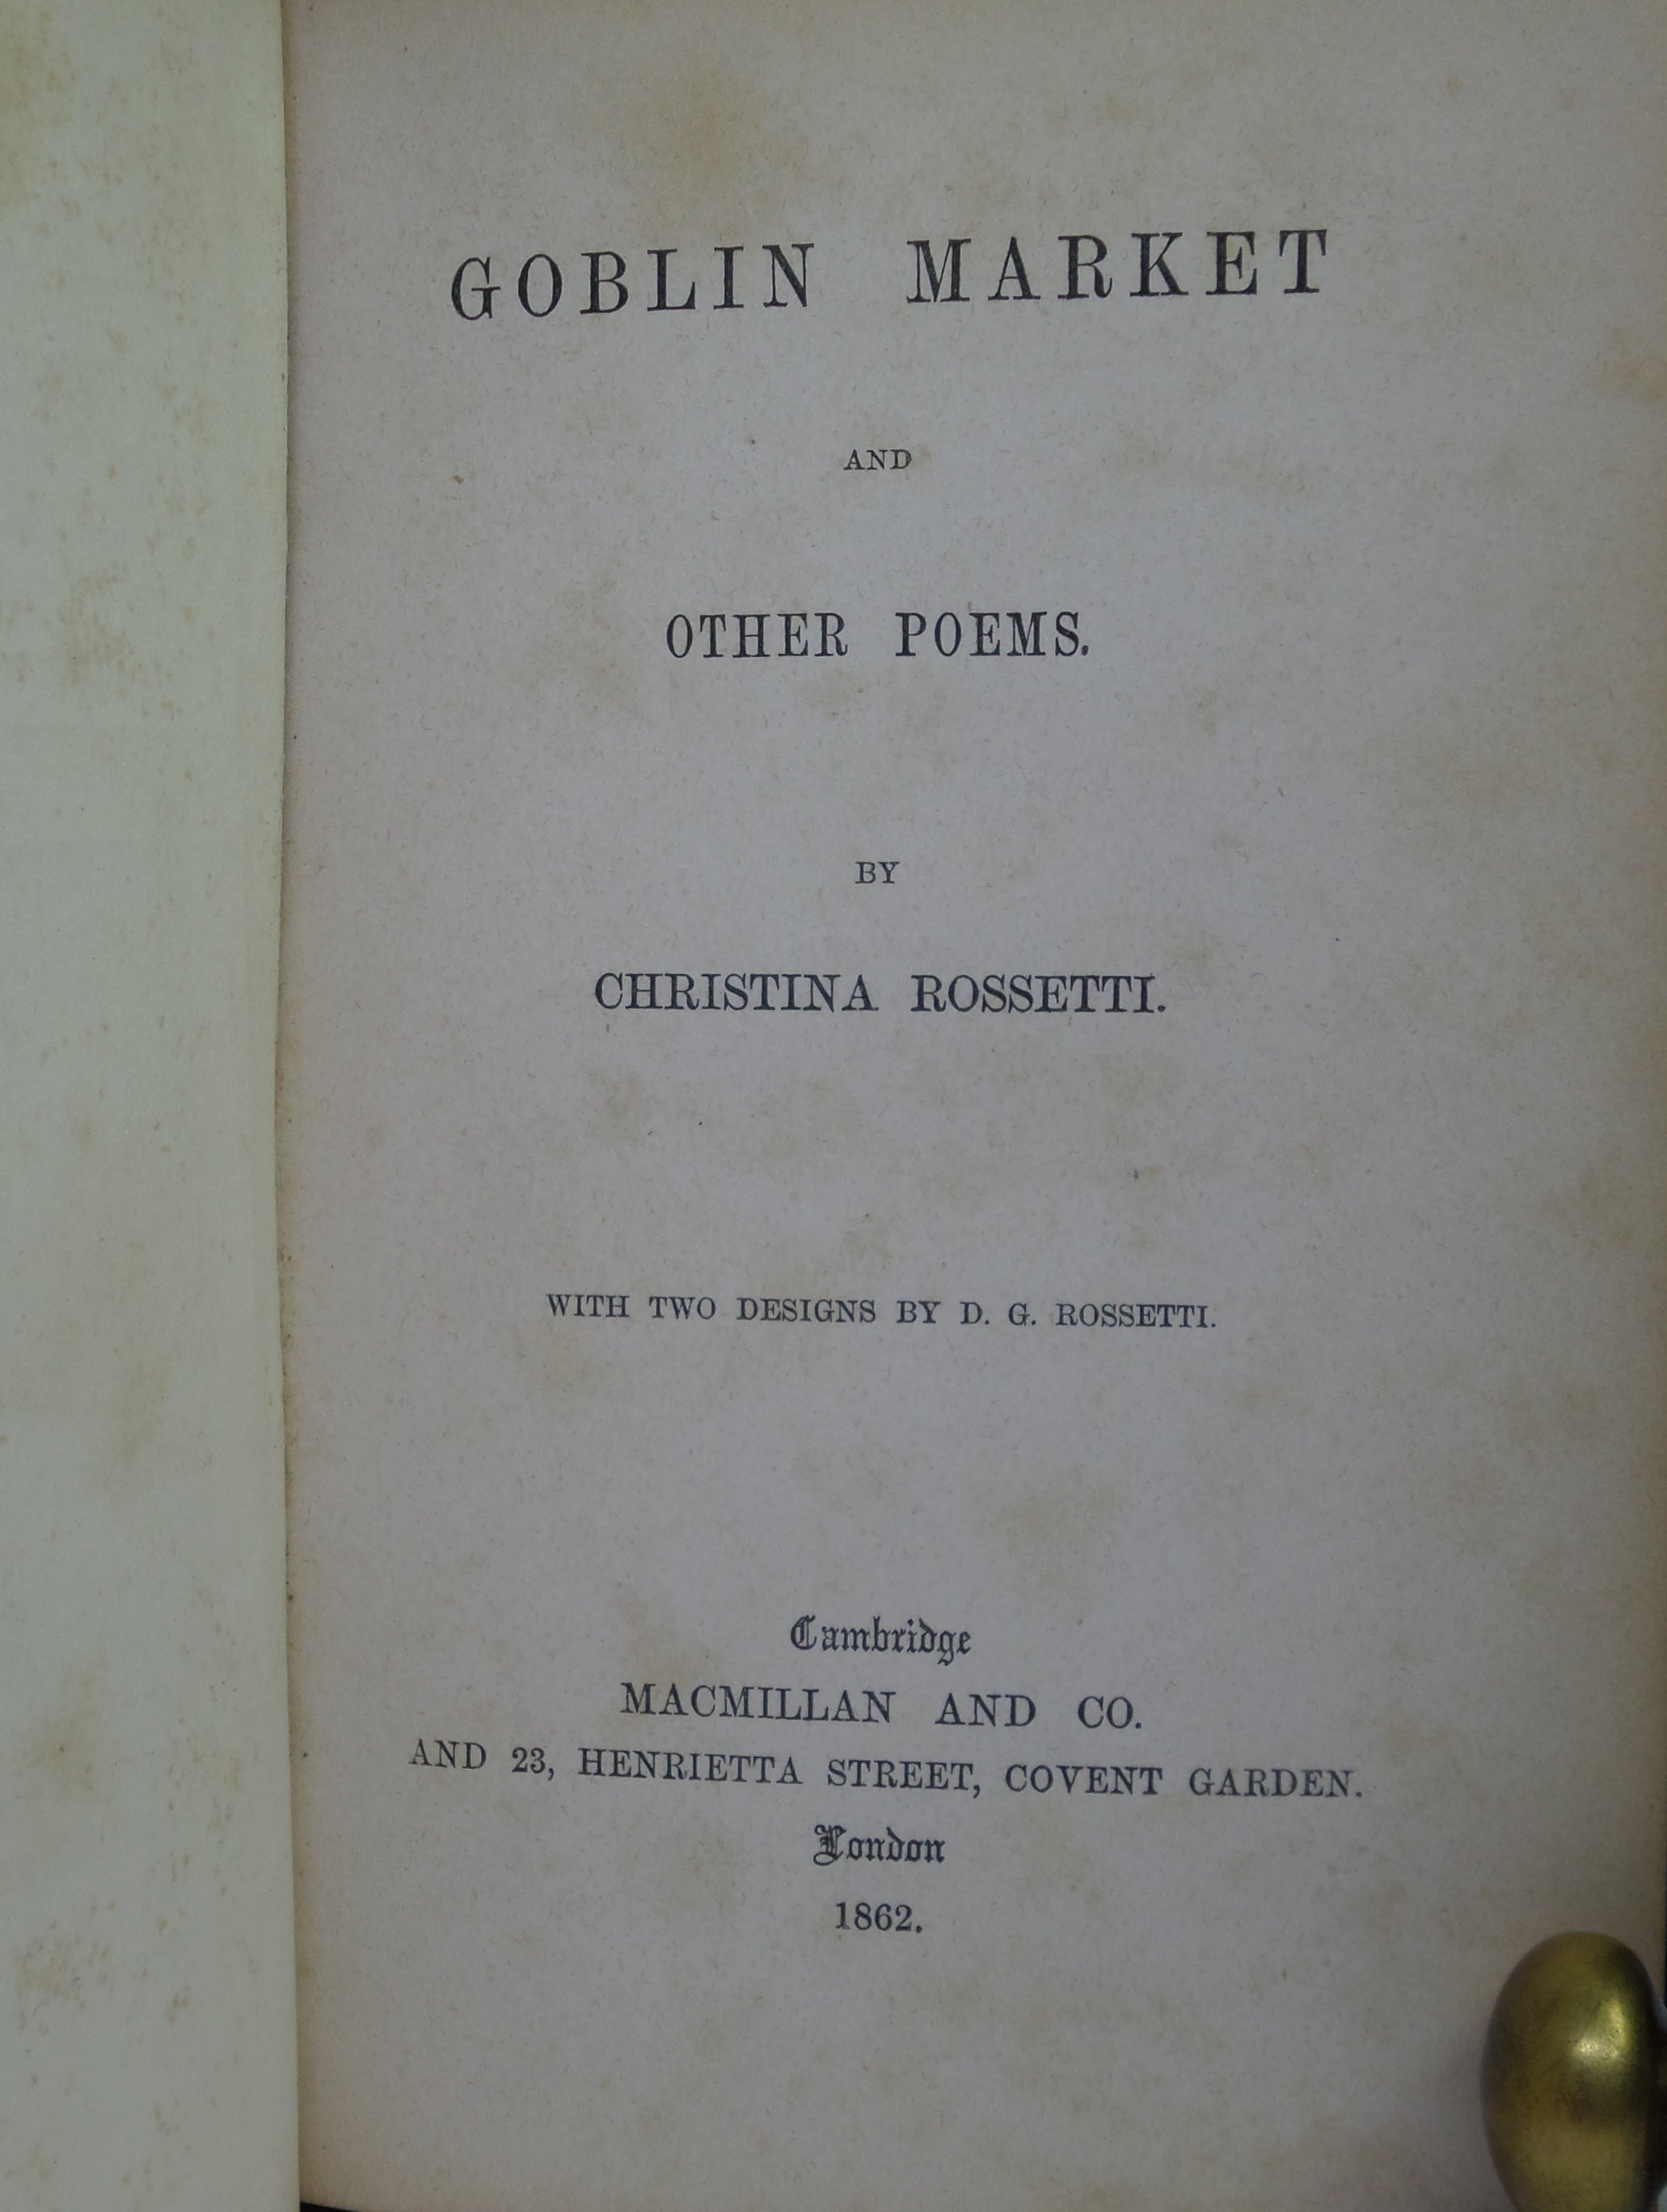 GOBLIN MARKET
AND
OTHER POEMS.
BY
CHRISTINA ROSSETTI.
WITH TWO DESIGNS BY D. G. ROSSETTI.
Cambridge
MACMILLAN AND CO.
AND 23, HENRIETTA STREET, COVENT GARDEN.
London
1862.